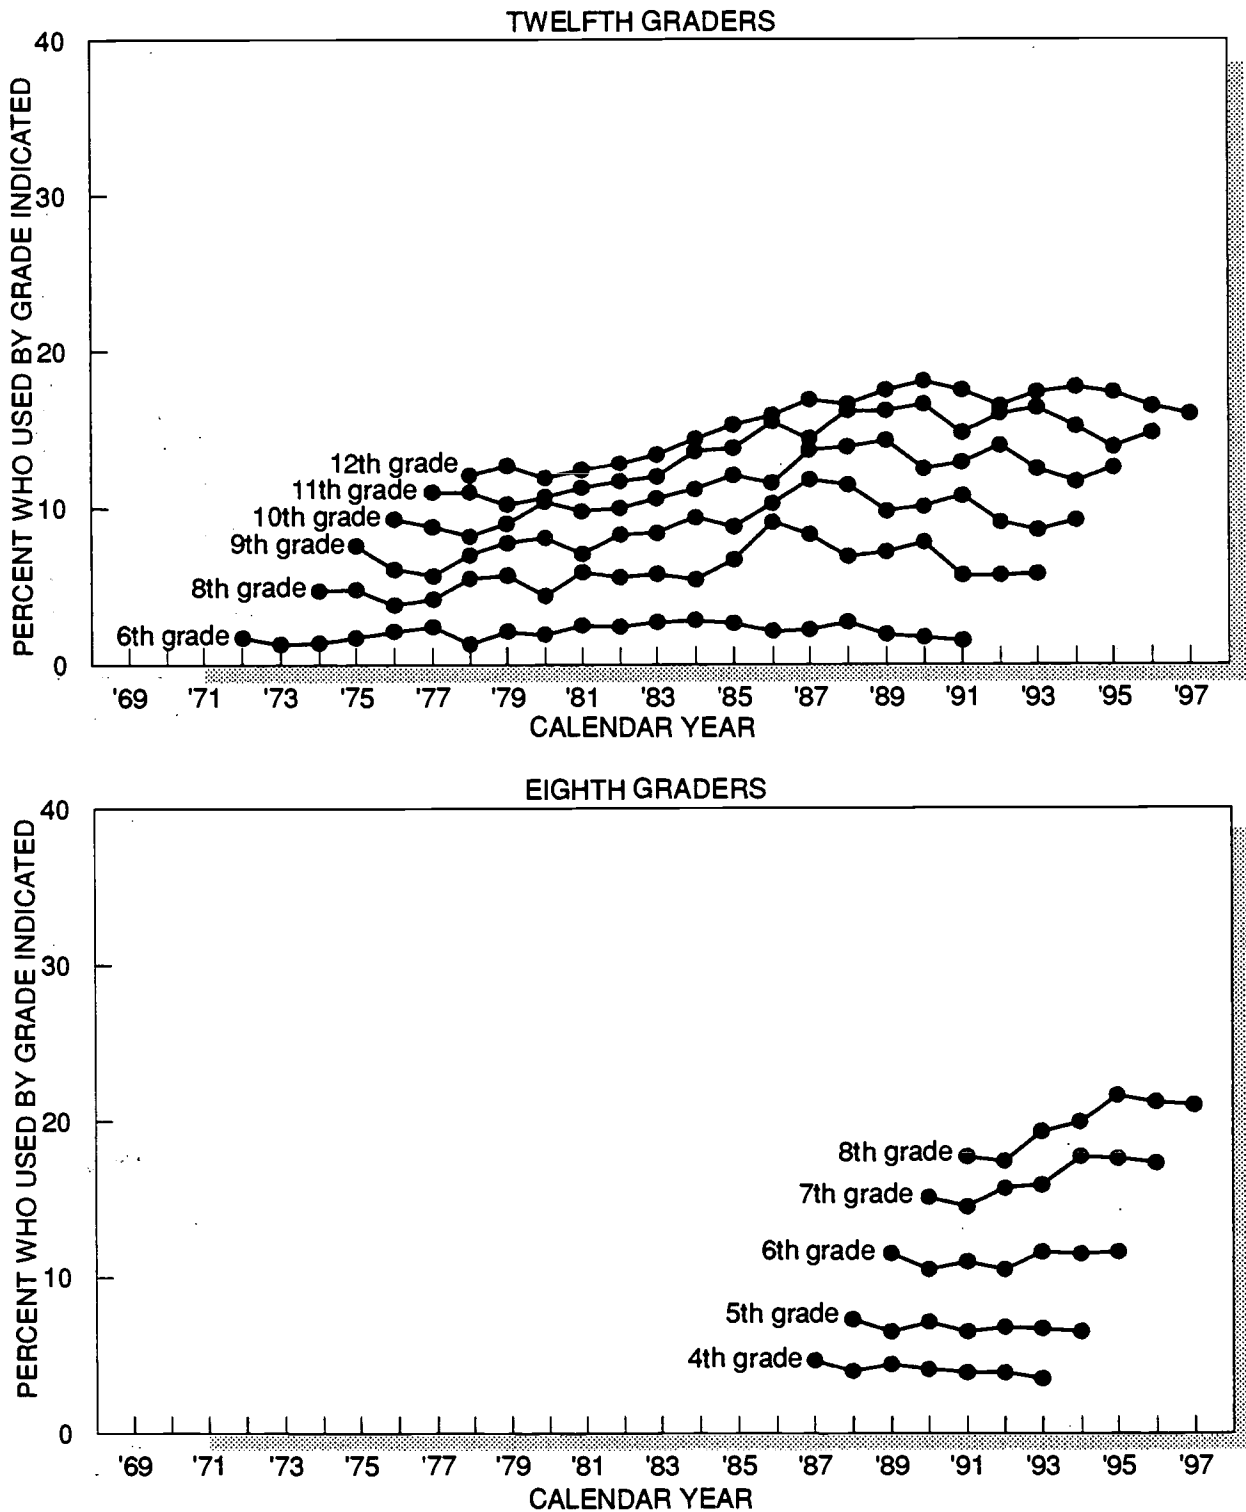 TWELFTH GRADERS
PERCENT WHO USED BY GRADE INDICATED
40
30
20
10
0
12th grade
11th grade
10th grade
9th grade
8th grade
6th grade
'69 '71 '73 '75 '77 '79 '81 '83 '85 '87 '89 '91 '93 '95 '97
CALENDAR YEAR
EIGHTH GRADERS
PERCENT WHO USED BY GRADE INDICATED
40
30
20
10
0
8th grade
7th grade
6th grade
5th grade
4th grade
'69 '71 '73 '75 '77 '79 '81 '83 '85 '87 '89 '91 '93 '95 '97
CALENDAR YEAR